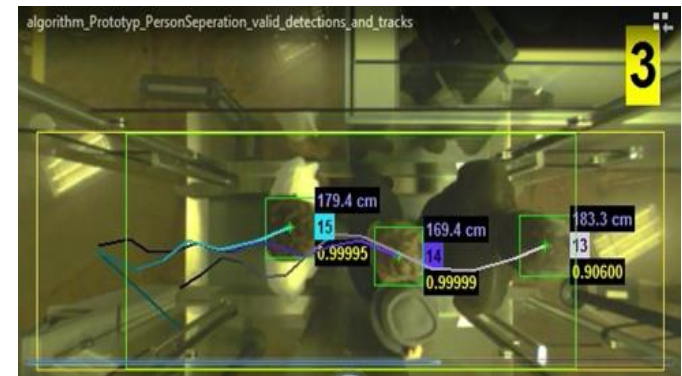 algorithm_Prototyp_PersonSeperation_valid_detections_and_tracks
3
179.4 cm
15
0.99995
169.4 cm
14
0.99999
183.3 cm
13
0.90600